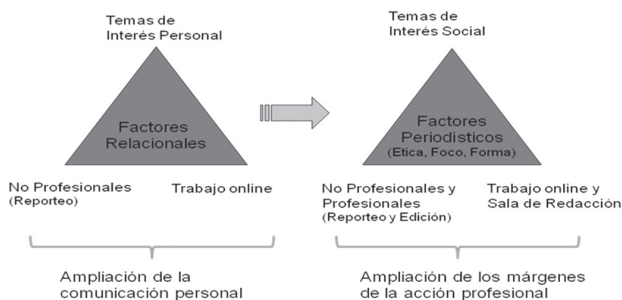 Temas de
Interés Personal
Factores
Relacionales
No Profesionales
(Reporteo)
Trabajo online
Ampliación de la
comunicación personal
Temas de
Interés Social
Factores
Periodísticos
(Etica, Foco, Forma)
No Profesionales y
Profesionales
(Reporteo y Edición)
Trabajo online y
Sala de Redacción
Ampliación de los márgenes
de la acción profesional